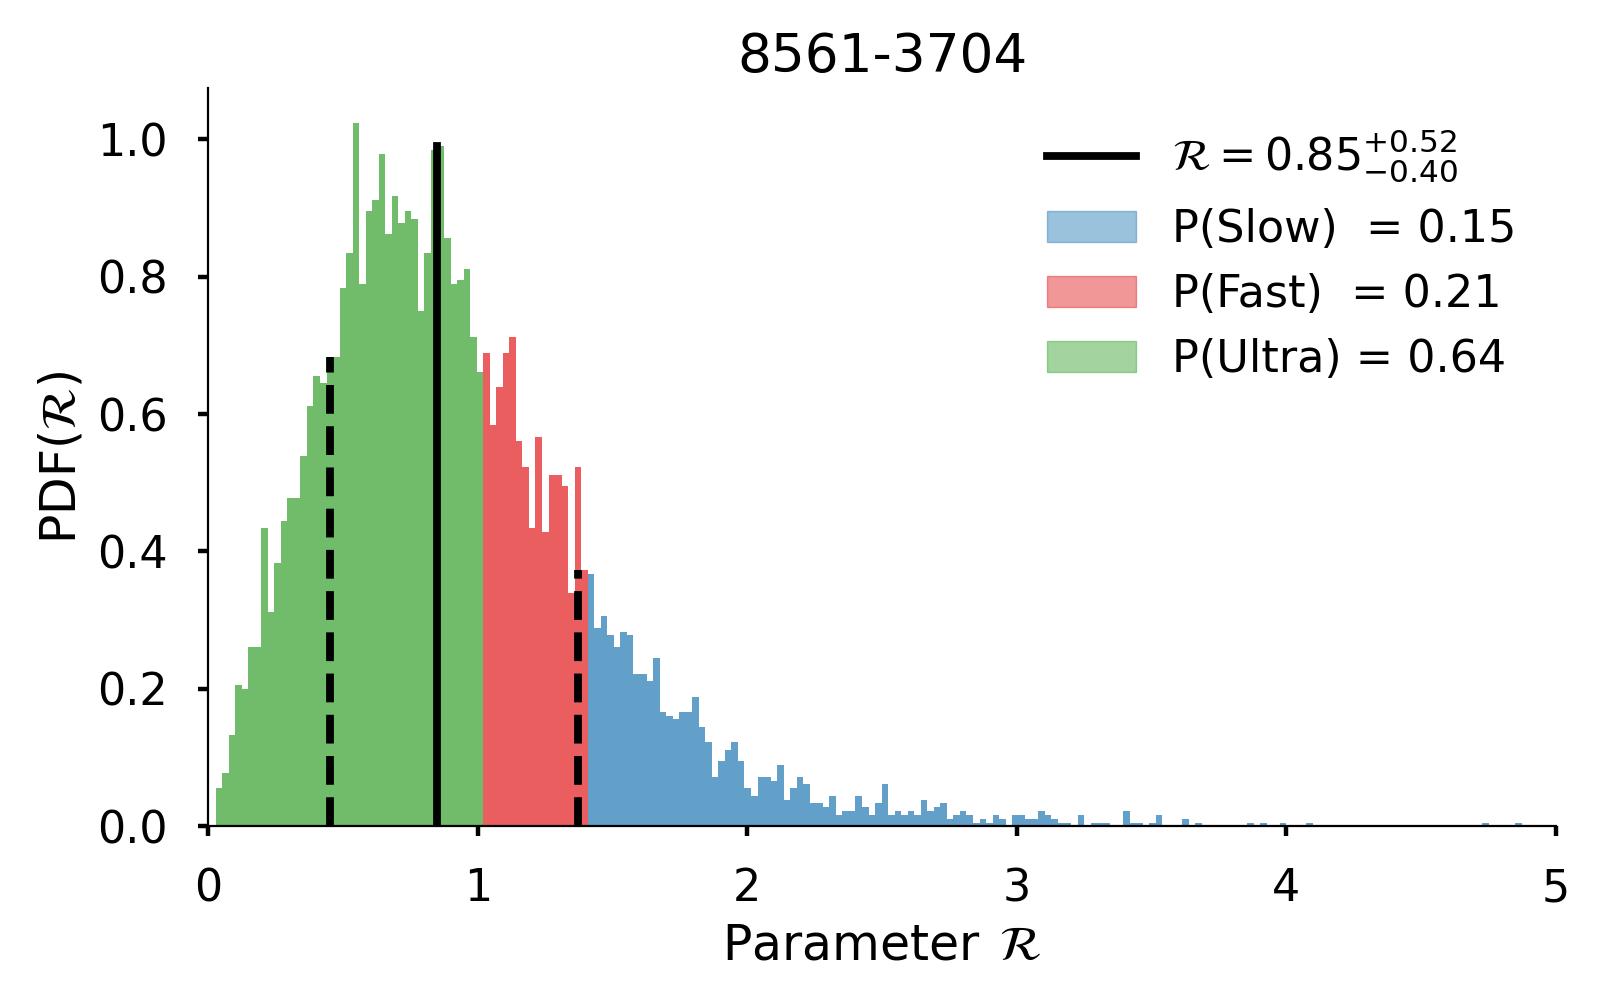 8561-3704
ℛ = 0.85^{+0.52}_{−0.40}
P(Slow) = 0.15
P(Fast) = 0.21
P(Ultra) = 0.64
PDF(ℛ)
1.0
0.8
0.6
0.4
0.2
0.0
0 1 2 3 4 5
Parameter ℛ